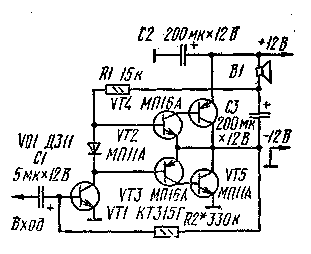 C2 200мк×12В
+12В
R1 15к
B1
VT4 МП16А
C3
200мк
×12В
VT2
VD1 Д311
МП11А
-12В
C1
5мк×12В
VT3 МП16А
VT5
МП11А
VT1 КТ315Г
R2* 330к
Вход